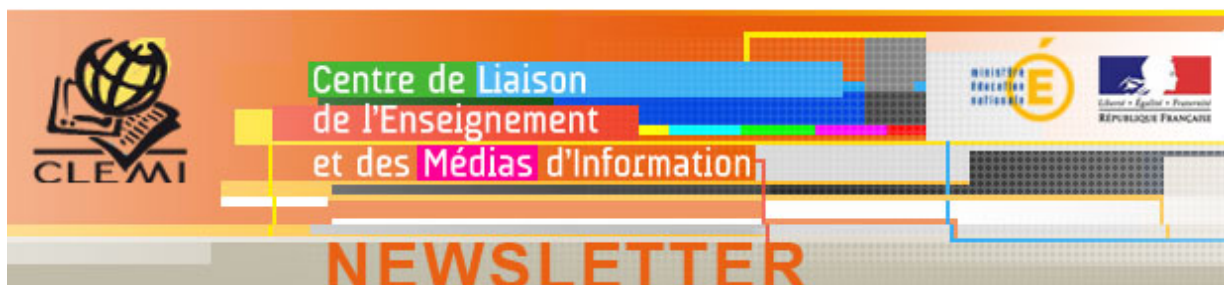 CLEMI
Centre de Liaison
de l'Enseignement
et des Médias d'Information
ministère
éducation
nationale
É
Liberté • Égalité • Fraternité
RÉPUBLIQUE FRANÇAISE
NEWSLETTER